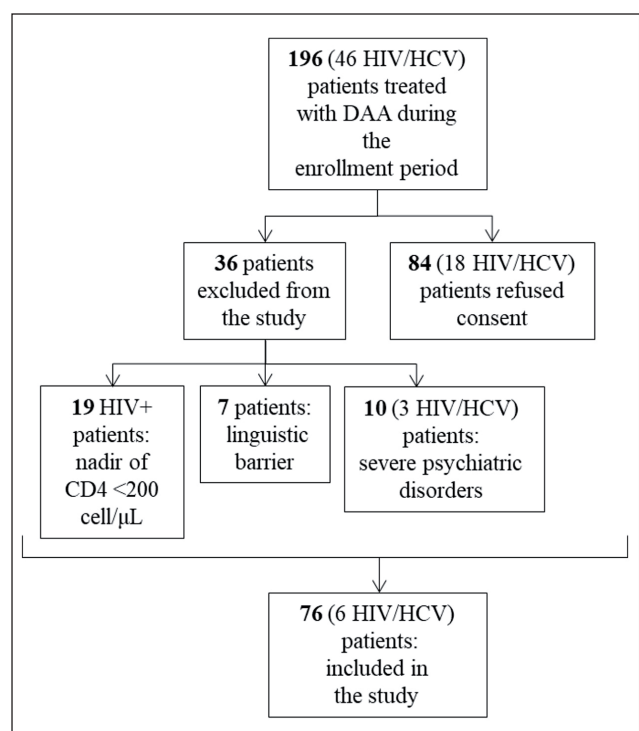 196 (46 HIV/HCV)
patients treated
with DAA during
the
enrollment period
36 patients
excluded from
the study
84 (18 HIV/HCV)
patients refused
consent
19 HIV+
patients:
nadir of
CD4 <200
cell/μL
7 patients:
linguistic
barrier
10 (3 HIV/HCV)
patients:
severe psychiatric
disorders
76 (6 HIV/HCV)
patients:
included in
the study